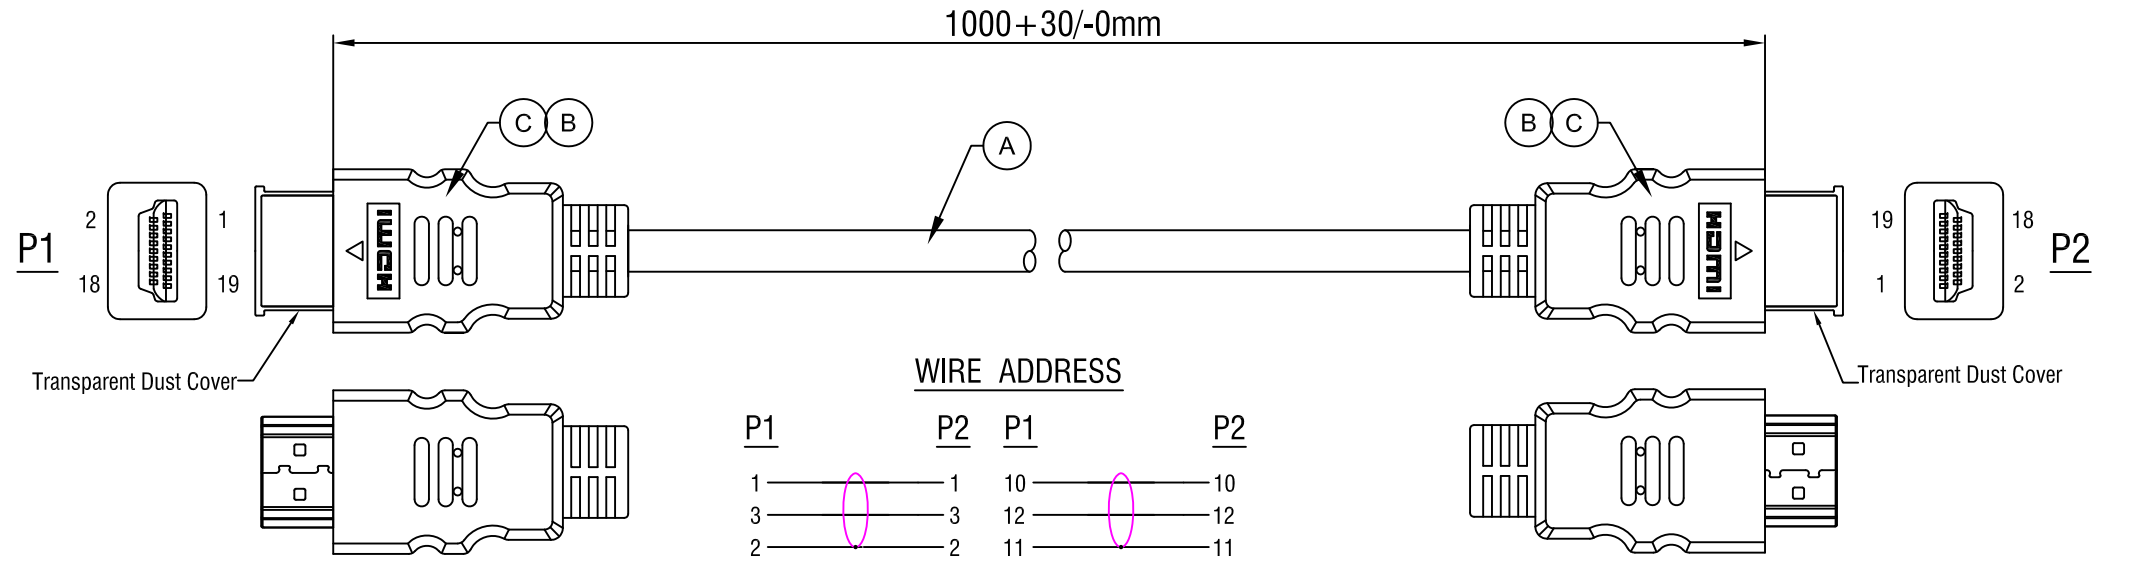 1000+30/-0mm
C B
A
B C
2 1
P1
18 19
HDMI
HDMI
19 18
P2
1 2
Transparent Dust Cover
Transparent Dust Cover
WIRE ADDRESS
P1 P2 P1 P2
1 1 10 10
3 3 12 12
2 2 11 11